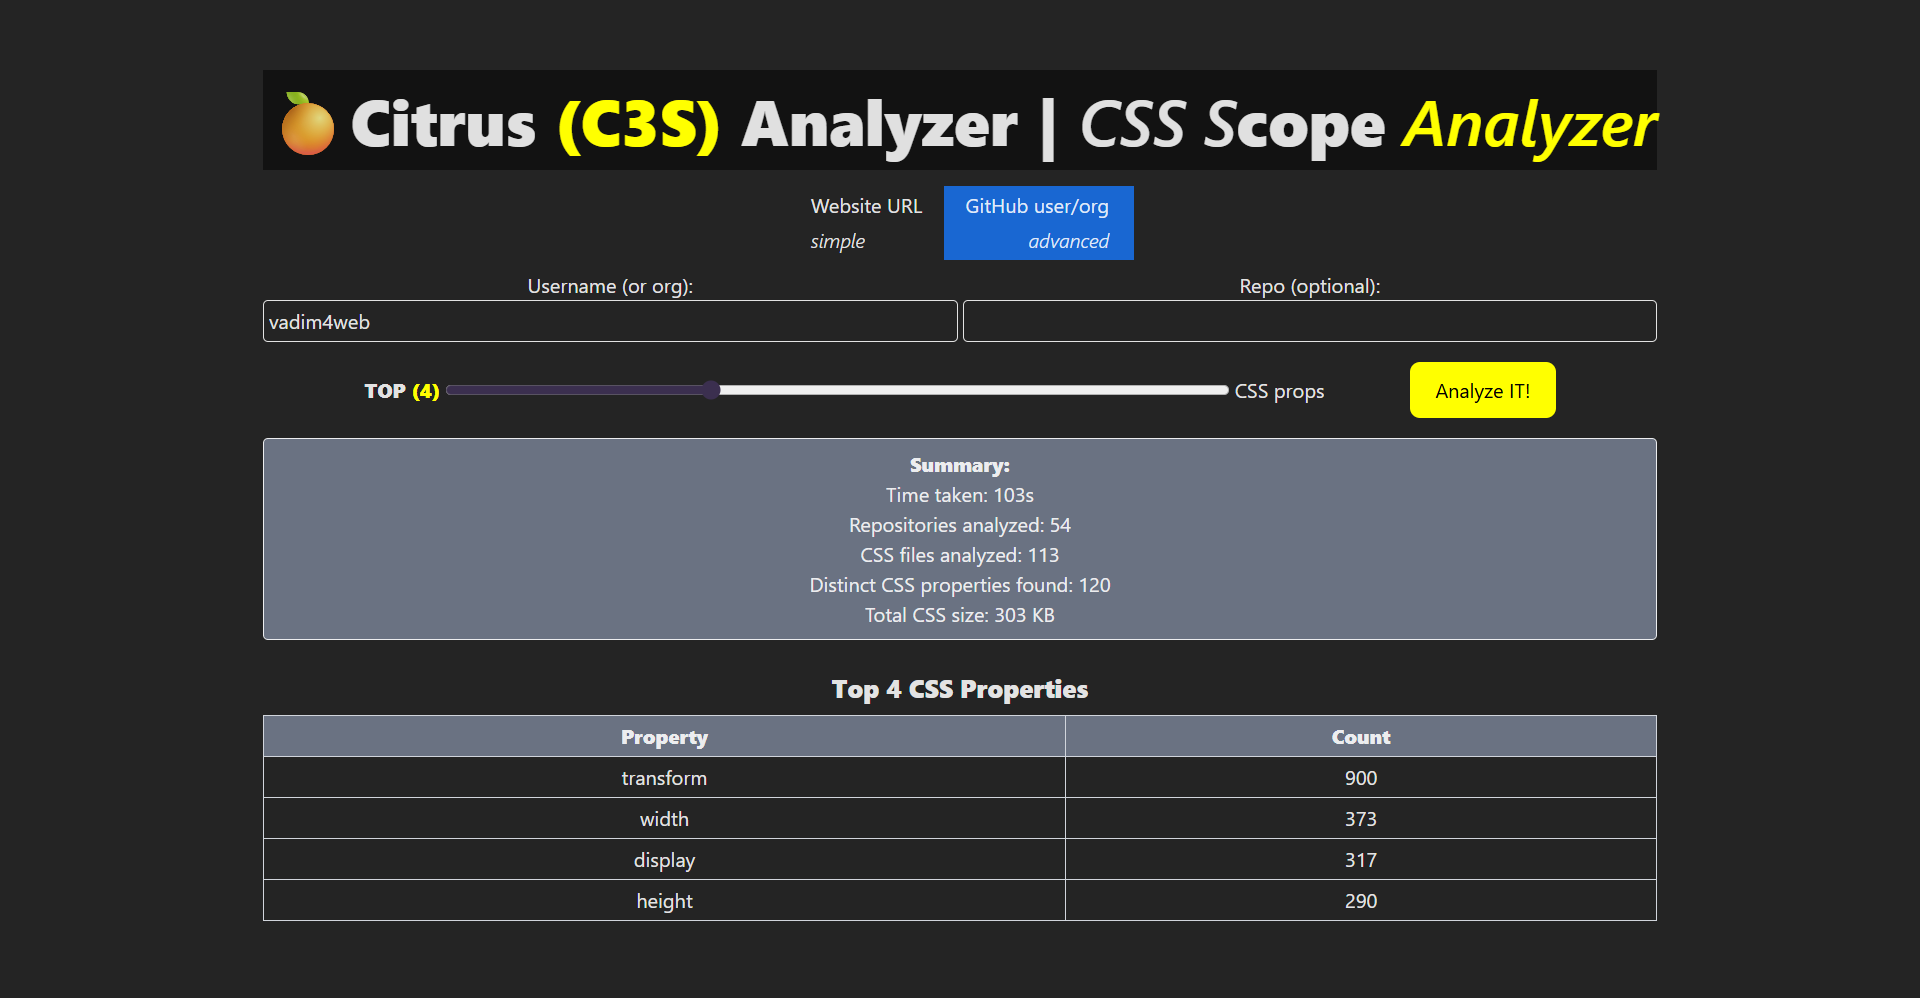 Citrus (C3S) Analyzer | CSS Scope Analyzer
Website URL
simple
GitHub user/org
advanced
Username (or org):
vadim4web
Repo (optional):
TOP (4)
CSS props
Analyze IT!
Summary:
Time taken: 103s
Repositories analyzed: 54
CSS files analyzed: 113
Distinct CSS properties found: 120
Total CSS size: 303 KB
Top 4 CSS Properties
Property Count
transform 900
width 373
display 317
height 290